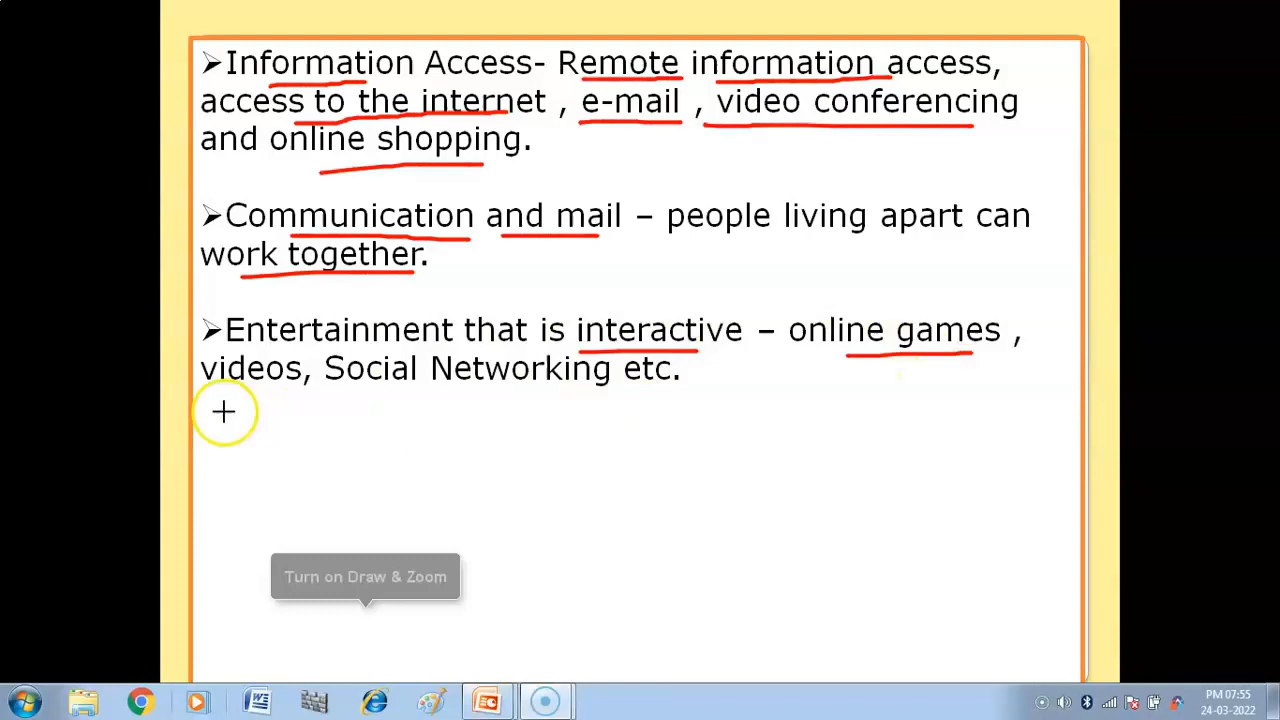 ➢Information Access- Remote information access,
access to the internet , e-mail , video conferencing
and online shopping.
➢Communication and mail – people living apart can
work together.
➢Entertainment that is interactive – online games ,
videos, Social Networking etc.
Turn on Draw & Zoom
PM 07:55
24-03-2022